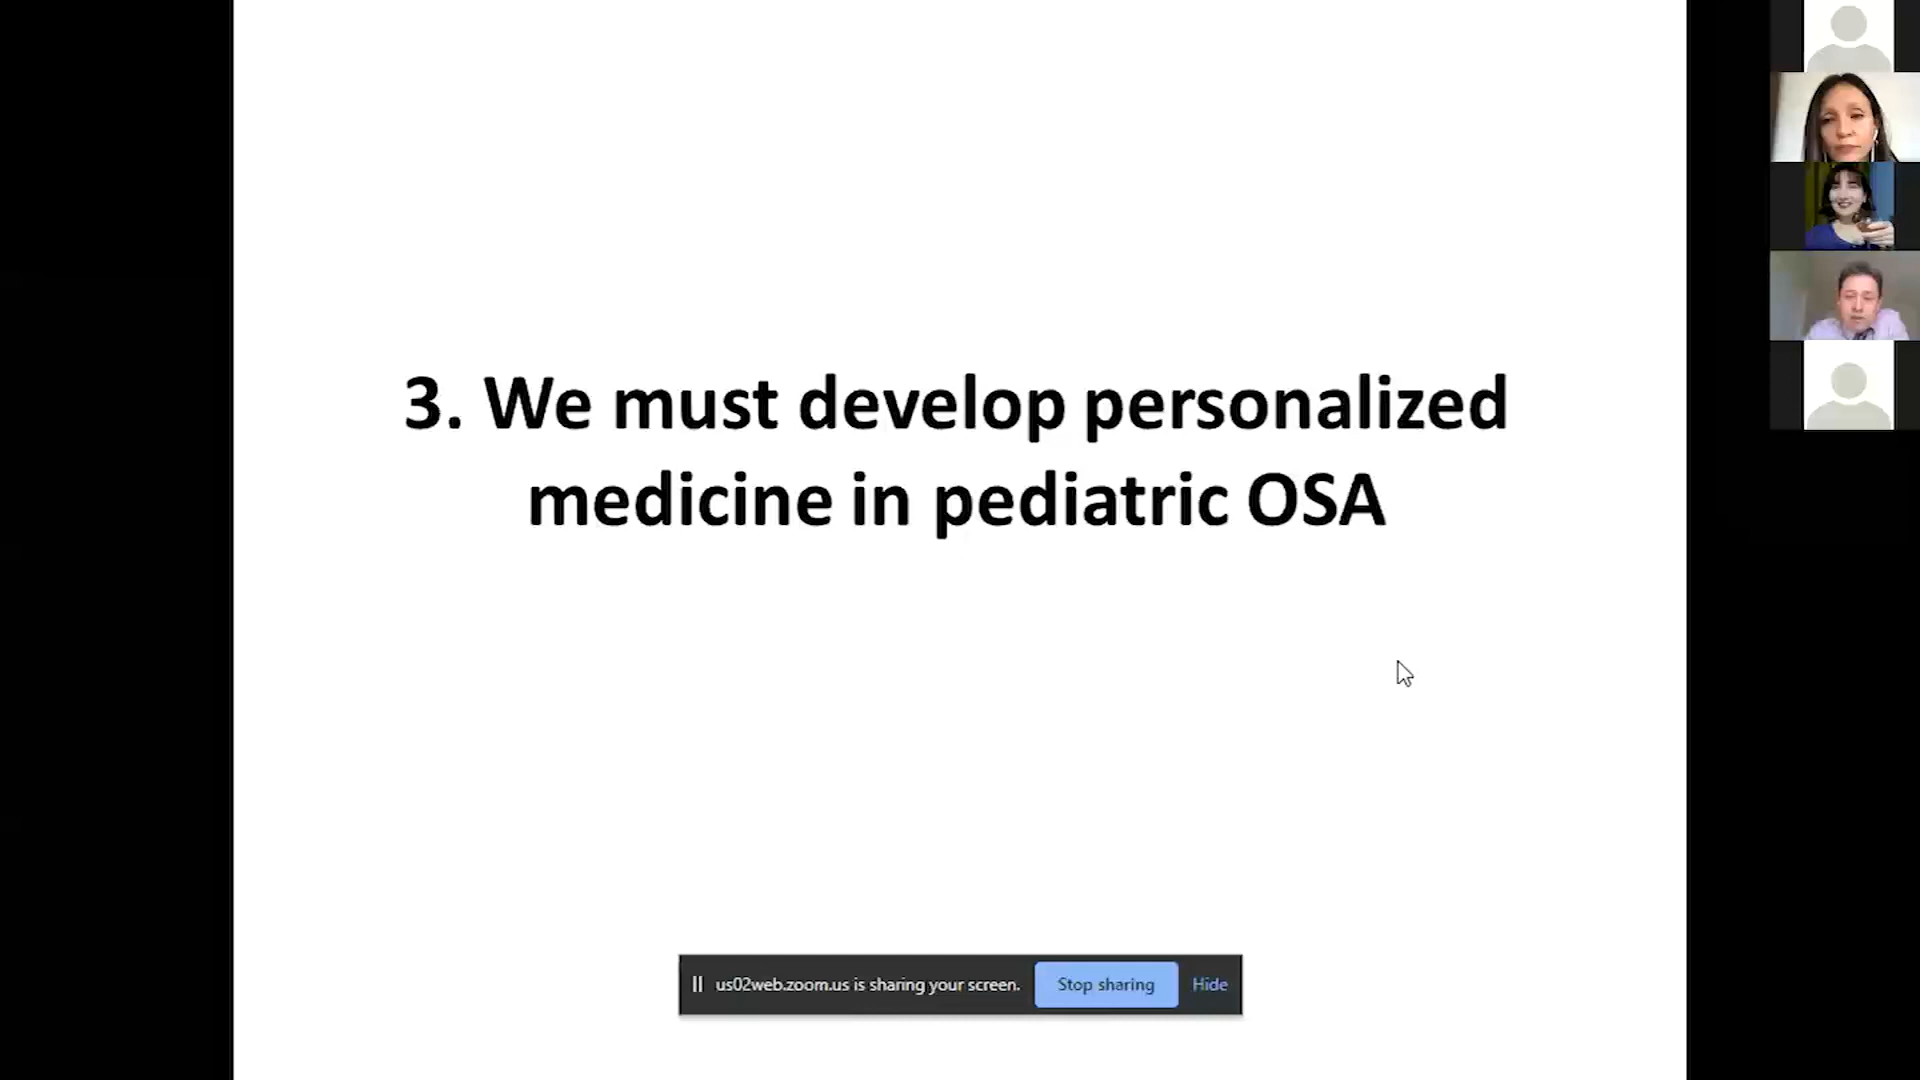 3. We must develop personalized
medicine in pediatric OSA
us02web.zoom.us is sharing your screen.
Stop sharing
Hide